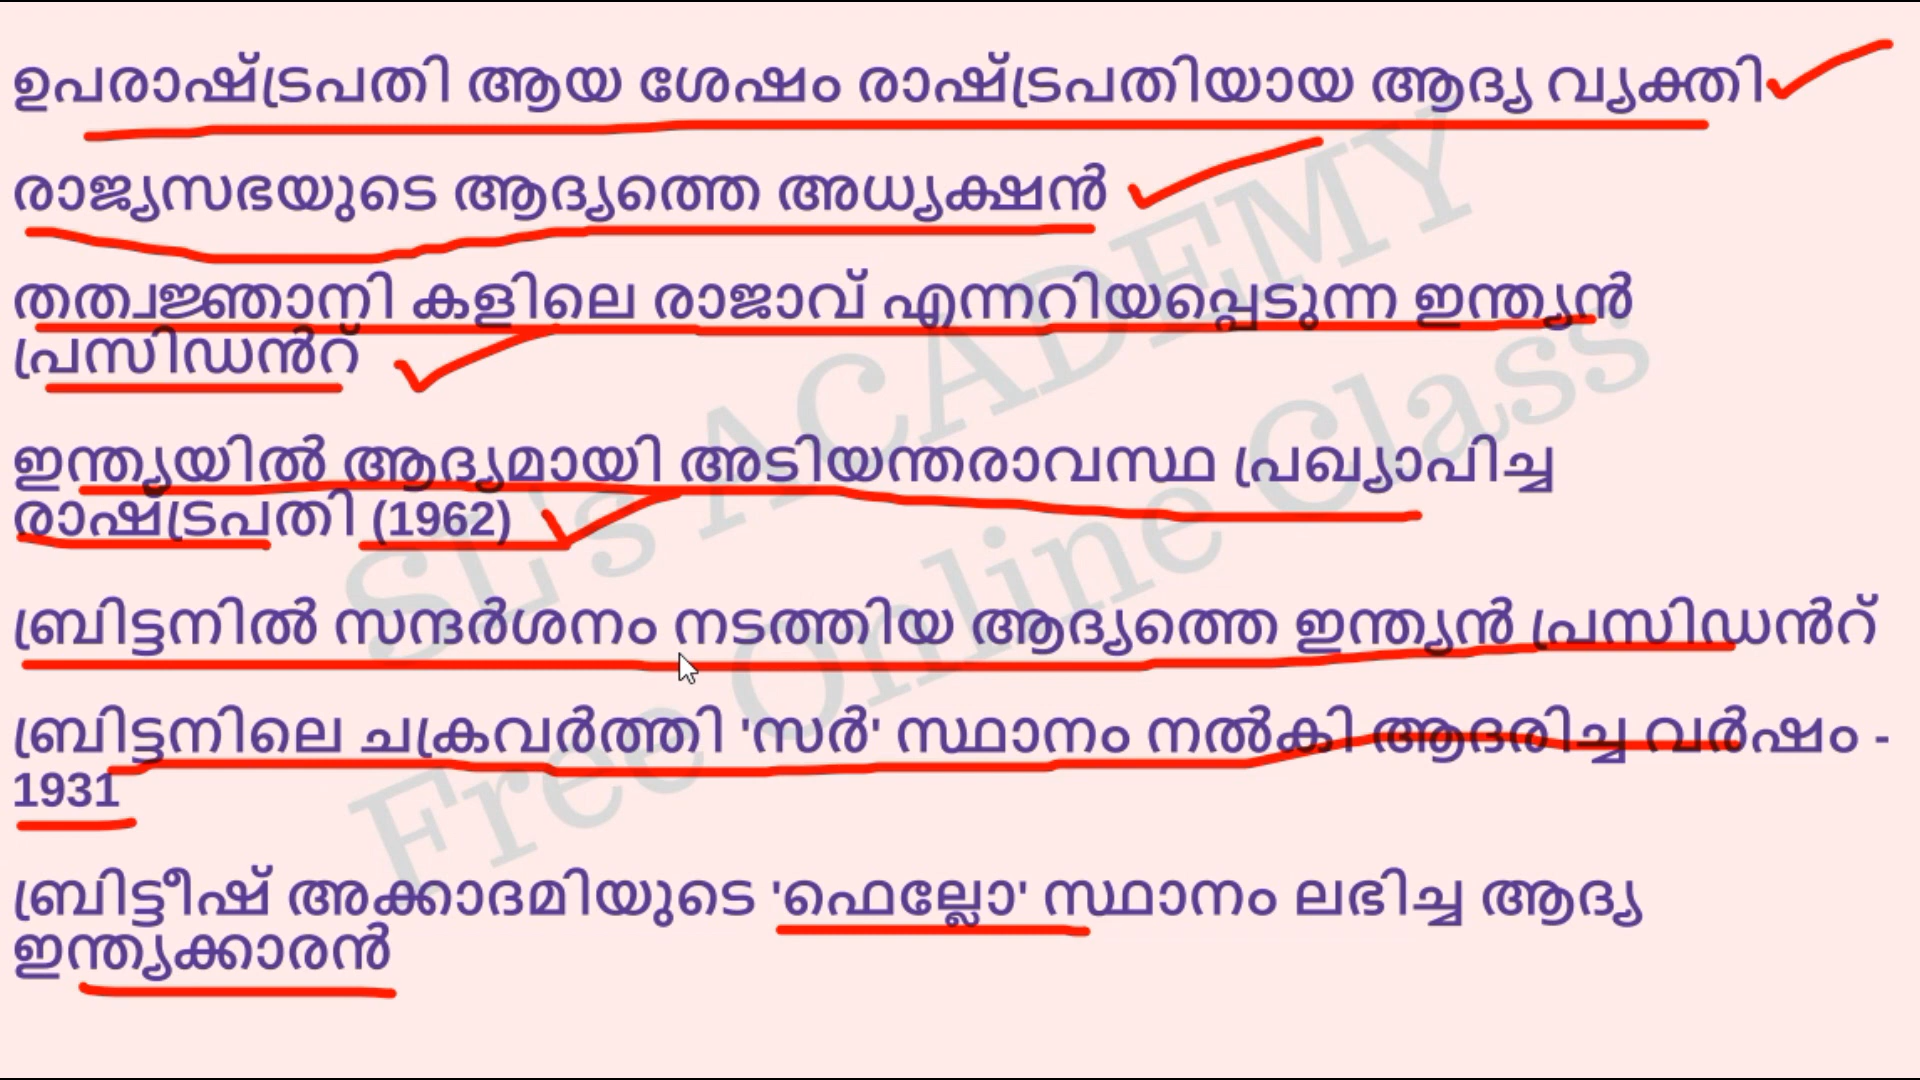 ഉപരാഷ്ട്രപതി ആയ ശേഷം രാഷ്ട്രപതിയായ ആദ്യ വ്യക്തി
രാജ്യസഭയുടെ ആദ്യത്തെ അധ്യക്ഷൻ
തത്വജ്ഞാനി കളിലെ രാജാവ് എന്നറിയപ്പെടുന്ന ഇന്ത്യൻ
പ്രസിഡൻറ്
ഇന്ത്യയിൽ ആദ്യമായി അടിയന്തരാവസ്ഥ പ്രഖ്യാപിച്ച
രാഷ്ട്രപതി (1962)
ബ്രിട്ടനിൽ സന്ദർശനം നടത്തിയ ആദ്യത്തെ ഇന്ത്യൻ പ്രസിഡൻറ്
ബ്രിട്ടനിലെ ചക്രവർത്തി 'സർ' സ്ഥാനം നൽകി ആദരിച്ച വർഷം -
1931
ബ്രിട്ടീഷ് അക്കാദമിയുടെ 'ഫെല്ലോ' സ്ഥാനം ലഭിച്ച ആദ്യ
ഇന്ത്യക്കാരൻ
SL's ACADEMY
Free Online Class